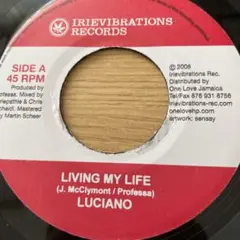 IRIEVIBRATIONS
RECORDS
SIDE A
45 RPM
Produced by
Professa. Mixed by
& Chris
Mastered
by Martin Scheer
© 2006
Irievibrations Rec.
Distributed by
One Love Jamaica
Tel/Fax 876 931 8756
irievibrations-rec.com
onelovehp.com
artwork: sensay
LIVING MY LIFE
(J. McClymont / Professa)
LUCIANO